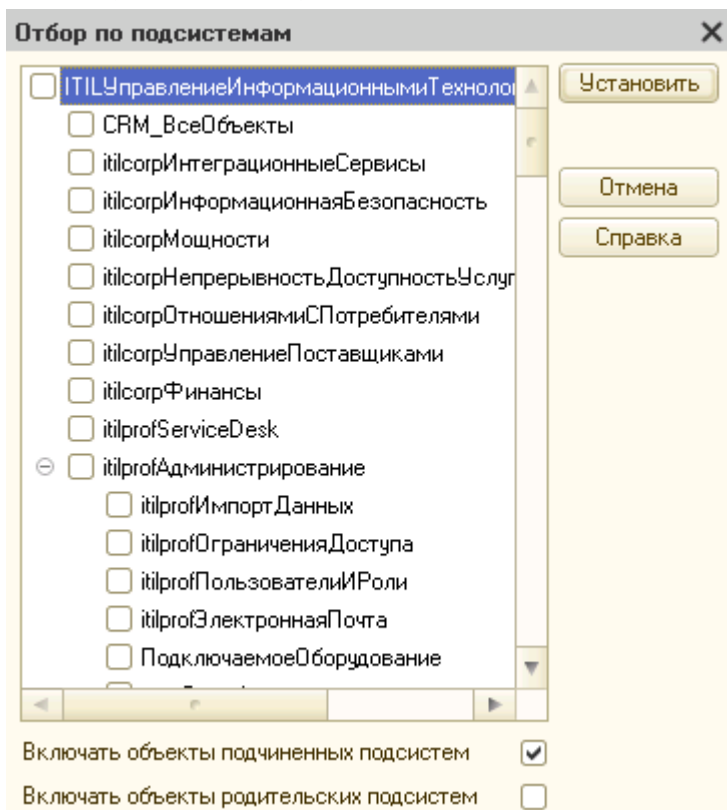 Отбор по подсистемам
ITILУправлениеИнформационнымиТехнолог
Установить
CRM_ВсеОбъекты
itilcorpИнтеграционныеСервисы
Отмена
itilcorpИнформационнаяБезопасность
Справка
itilcorpМощности
itilcorpНепрерывностьДоступностьУслуг
itilcorpОтношениямиСПотребителями
itilcorpУправлениеПоставщиками
itilcorpФинансы
itilprofServiceDesk
itilprofАдминистрирование
itilprofИмпортДанных
itilprofОграниченияДоступа
itilprofПользователиИРоли
itilprofЭлектроннаяПочта
ПодключаемоеОборудование
Включать объекты подчиненных подсистем
Включать объекты родительских подсистем